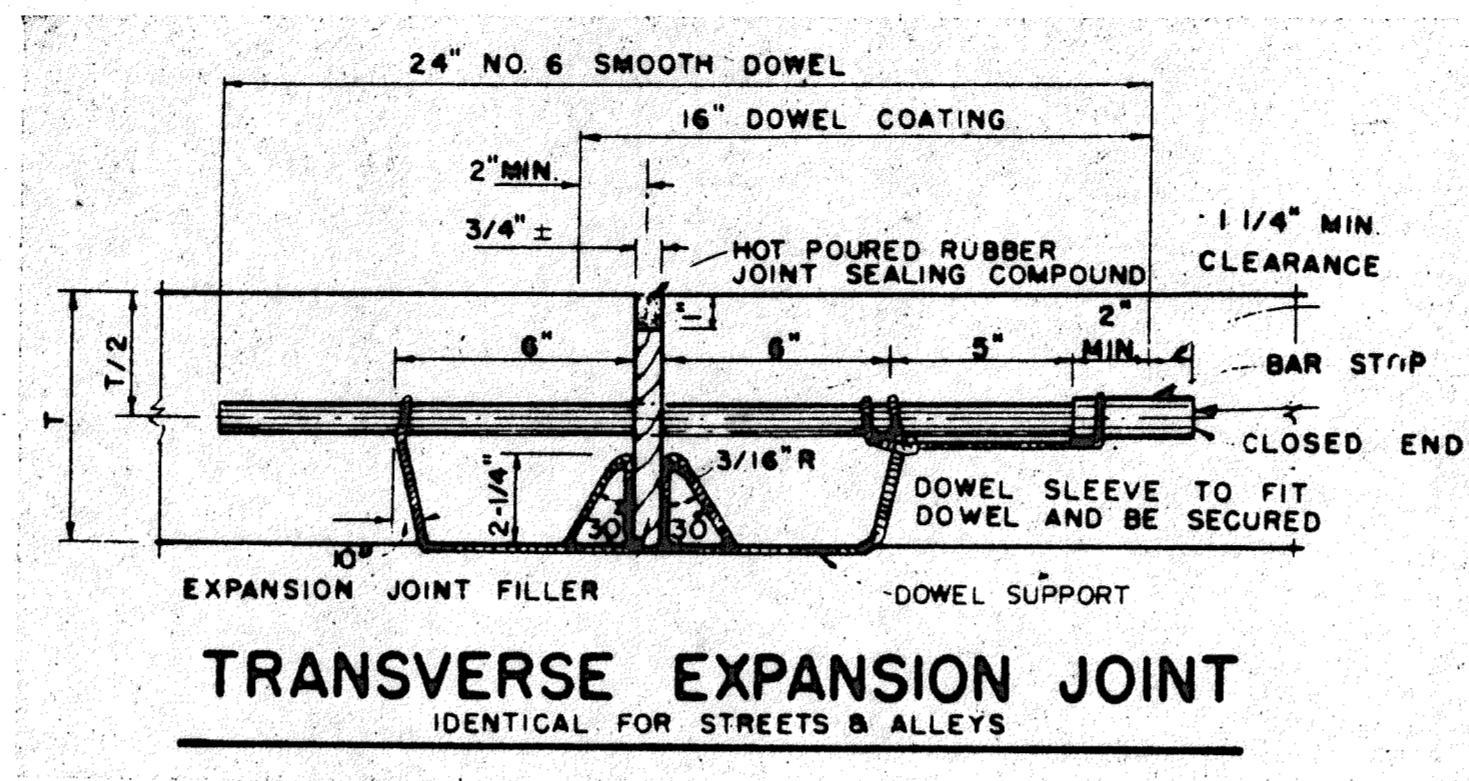 24" NO. 6 SMOOTH DOWEL
16" DOWEL COATING
2" MIN.
3/4" ±
HOT POURED RUBBER
JOINT SEALING COMPOUND
1 1/4" MIN.
CLEARANCE
1"
T/2
T
6"
6"
5"
2"
MIN.
BAR STOP
CLOSED END
2-1/4"
3/16" R
30
30
DOWEL SLEEVE TO FIT
DOWEL AND BE SECURED
10°
EXPANSION JOINT FILLER
DOWEL SUPPORT
TRANSVERSE EXPANSION JOINT
IDENTICAL FOR STREETS & ALLEYS